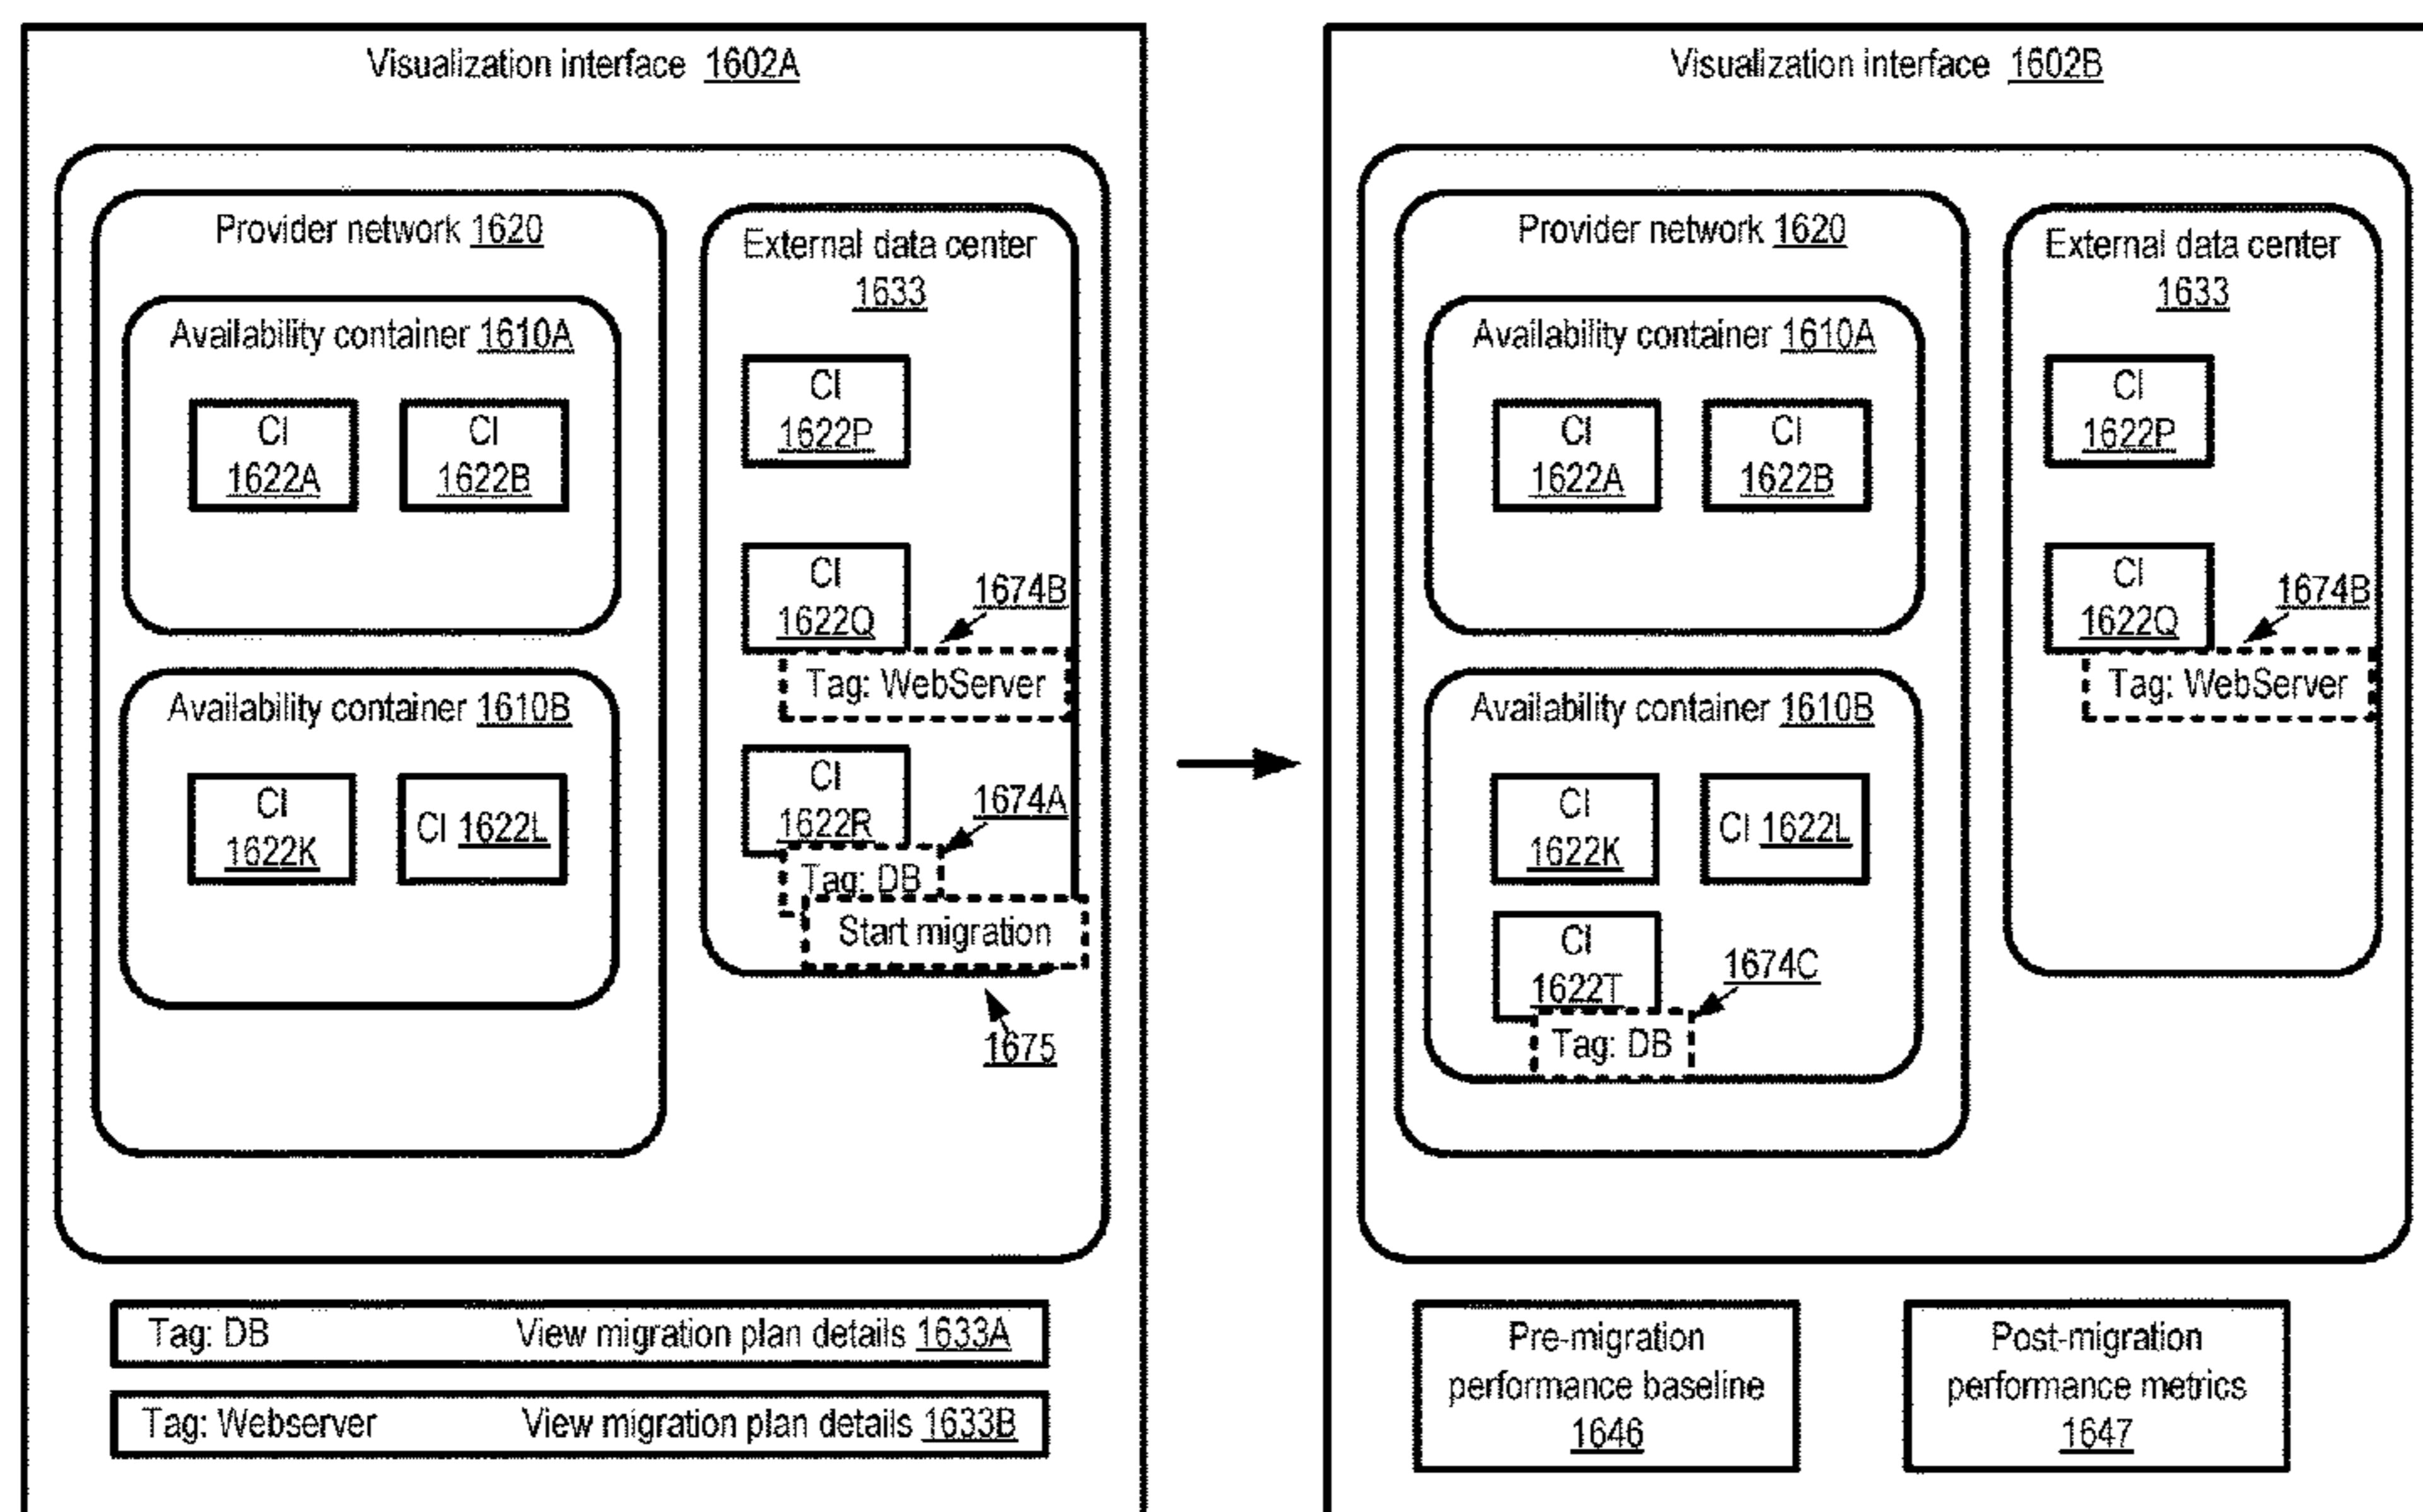 Visualization interface 1602A
Provider network 1620
Availability container 1610A
CI
1622A
CI
1622B
Availability container 1610B
CI
1622K
CI 1622L
External data center
1633
CI
1622P
CI
1622Q
1674B
Tag: WebServer
CI
1622R
1674A
Tag: DB
Start migration
1675
Tag: DB View migration plan details 1633A
Tag: Webserver View migration plan details 1633B
Visualization interface 1602B
Provider network 1620
Availability container 1610A
CI
1622A
CI
1622B
Availability container 1610B
CI
1622K
CI 1622L
CI
1622T
1674C
Tag: DB
External data center
1633
CI
1622P
CI
1622Q
1674B
Tag: WebServer
Pre-migration
performance baseline
1646
Post-migration
performance metrics
1647